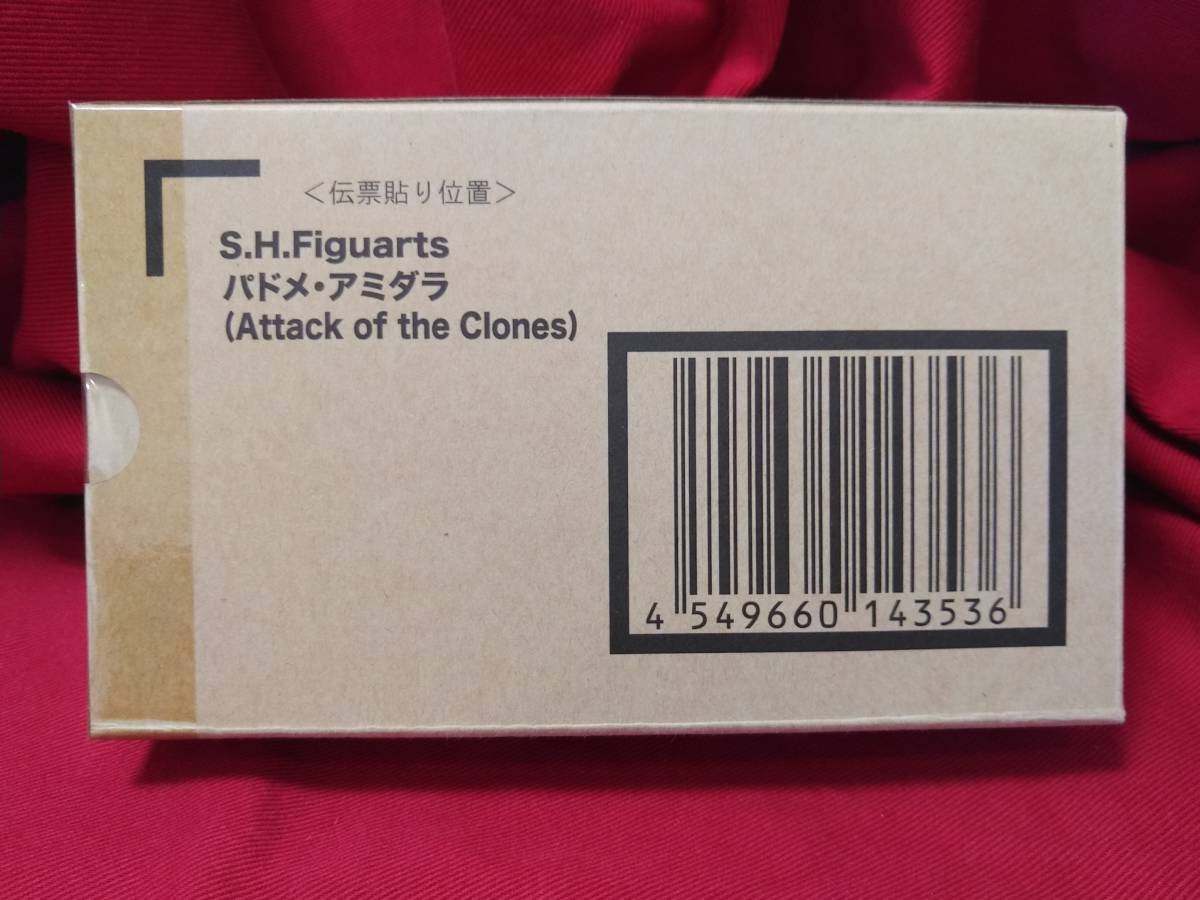 ＜伝票貼り位置＞
S.H.Figuarts
パドメ・アミダラ
(Attack of the Clones)
4 549660 143536